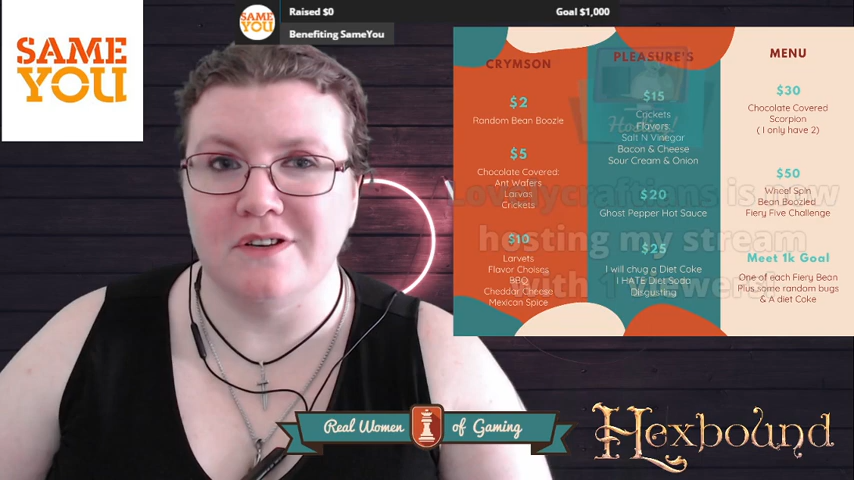 SAME
YOU
SAME
YOU
Raised $0
Goal $1,000
Benefiting SameYou
CRYMSON
$2
Random Bean Boozle
$5
Chocolate Covered:
Ant Wafers
Larvas
Crickets
$10
Larvets
Flavor Choises
BBQ
Cheddar Cheese
Mexican Spice
PLEASURE'S
$15
Crickets
Flavors:
Salt N Vinegar
Bacon & Cheese
Sour Cream & Onion
$20
Ghost Pepper Hot Sauce
$25
I will chug a Diet Coke
I HATE Diet Soda
Disgusting
MENU
$30
Chocolate Covered
Scorpion
( I only have 2)
$50
Wheel Spin
Bean Boozled
Fiery Five Challenge
Meet 1k Goal
One of each Fiery Bean
Plus some random bugs
& A diet Coke
Lovelycraftians is now
hosting my stream
with viewers!
Real Women of Gaming
Hexbound